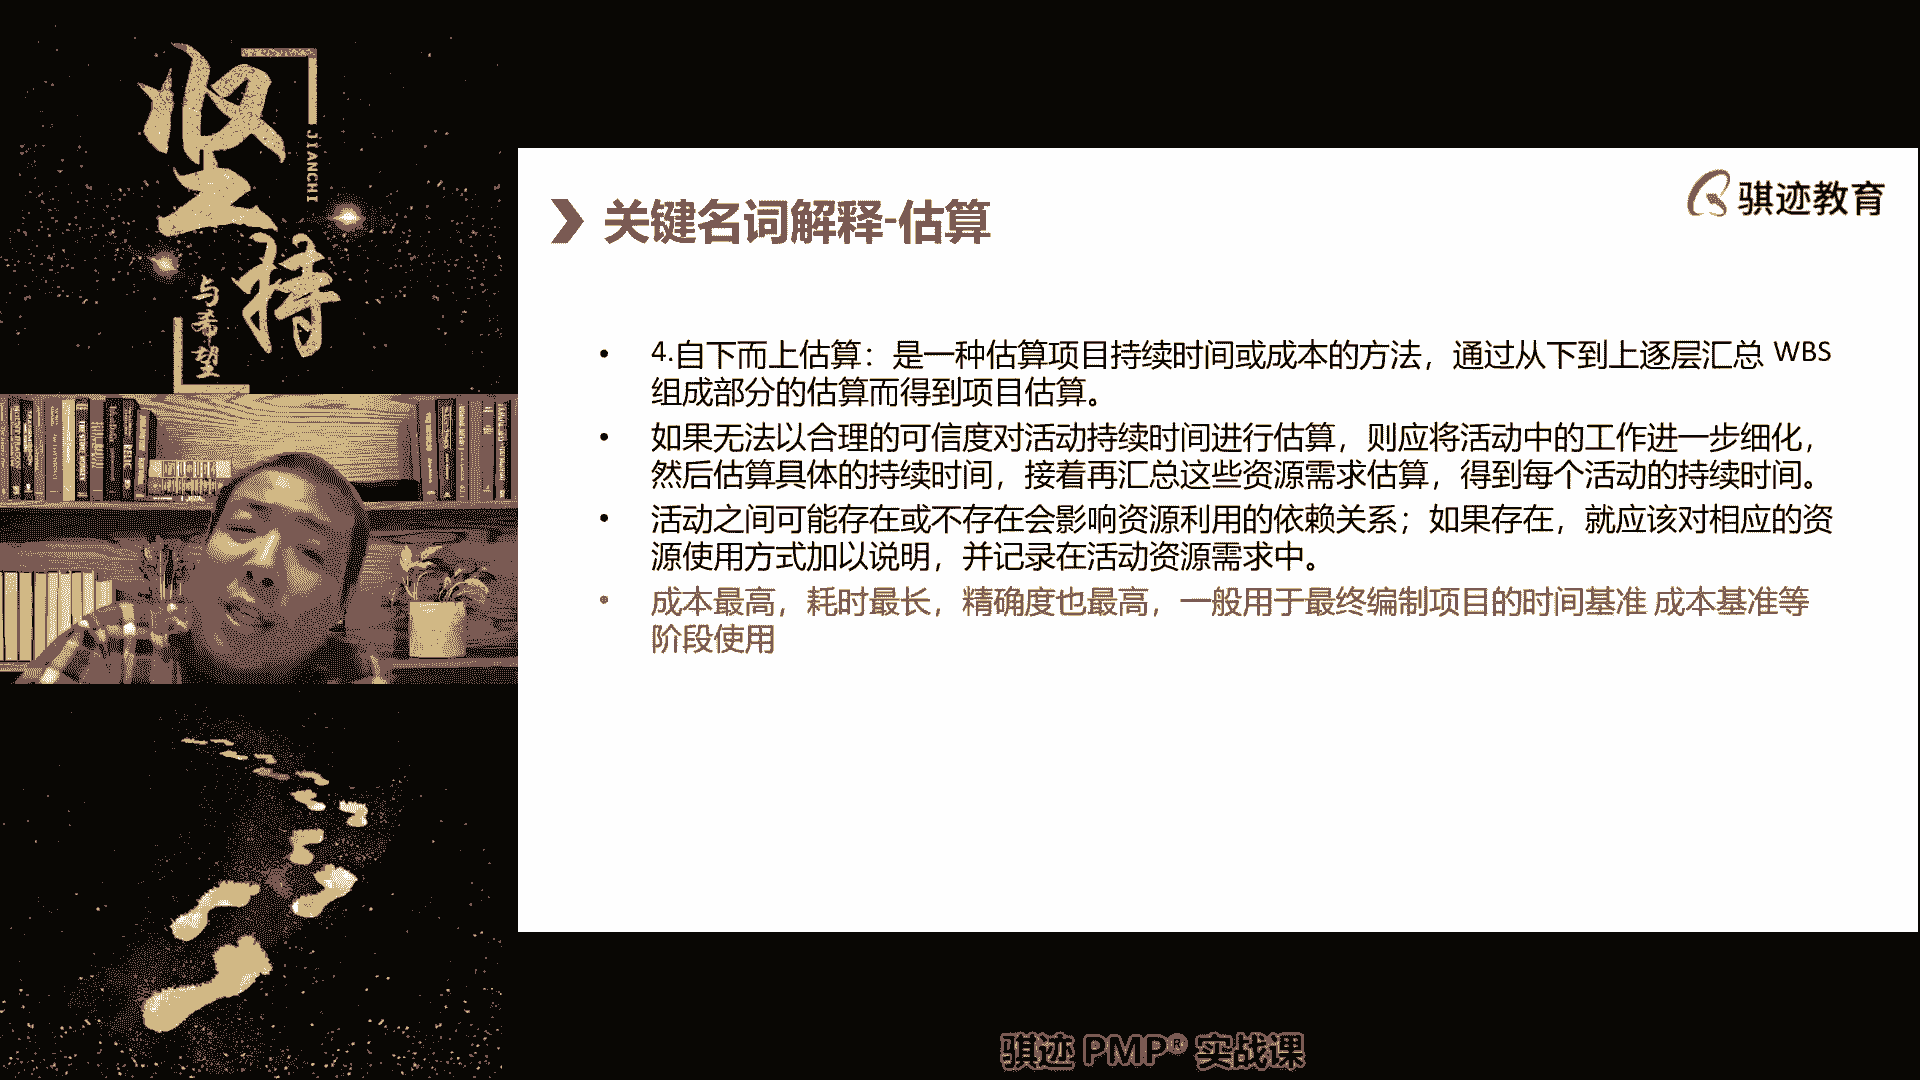 坚持
JIANCHI
与希望
骐迹教育
关键名词解释-估算
• 4.自下而上估算：是一种估算项目持续时间或成本的方法，通过从下到上逐层汇总 WBS
组成部分的估算而得到项目估算。
• 如果无法以合理的可信度对活动持续时间进行估算，则应将活动中的工作进一步细化，
然后估算具体的持续时间，接着再汇总这些资源需求估算，得到每个活动的持续时间。
• 活动之间可能存在或不存在会影响资源利用的依赖关系；如果存在，就应该对相应的资
源使用方式加以说明，并记录在活动资源需求中。
• 成本最高，耗时最长，精确度也最高，一般用于最终编制项目的时间基准 成本基准等
阶段使用
骐迹 PMP® 实战课